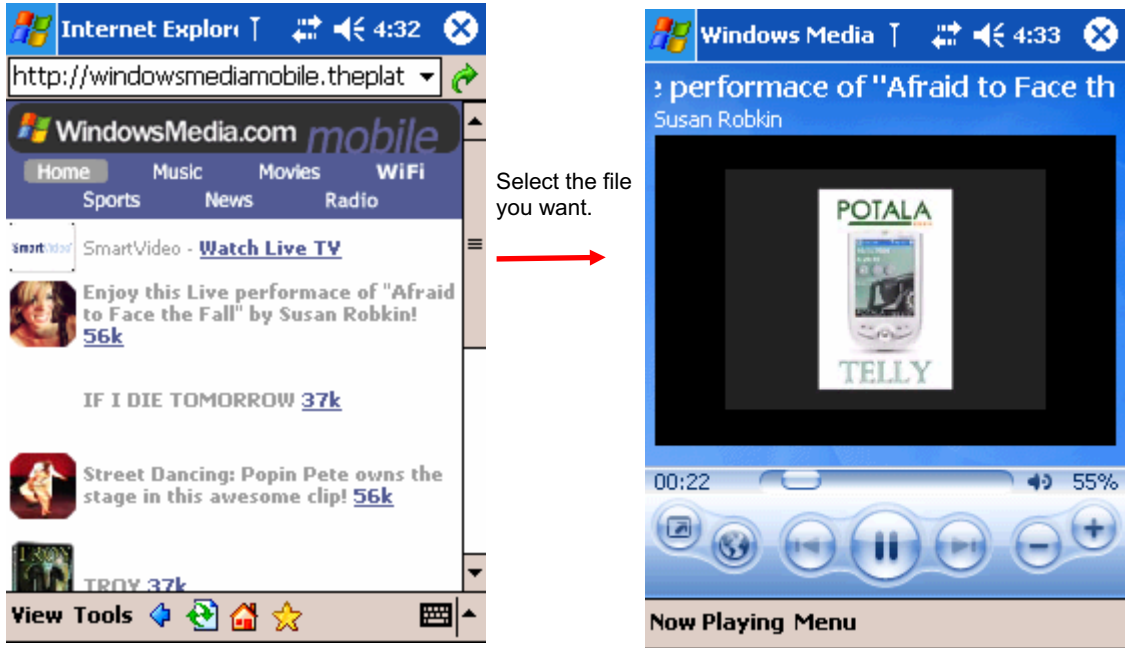 Internet Explore 4:32
http://windowsmediamobile.theplat
WindowsMedia.com mobile
Home Music Movies WiFi
Sports News Radio
SmartVideo - Watch Live TV
Enjoy this Live performace of "Afraid
to Face the Fall" by Susan Robkin!
56k
IF I DIE TOMORROW 37k
Street Dancing: Popin Pete owns the
stage in this awesome clip! 56k
TROY 37k
View Tools
Select the file
you want.
Windows Media 4:33
performace of "Afraid to Face th
Susan Robkin
POTALA
TELLY
00:22 55%
Now Playing Menu